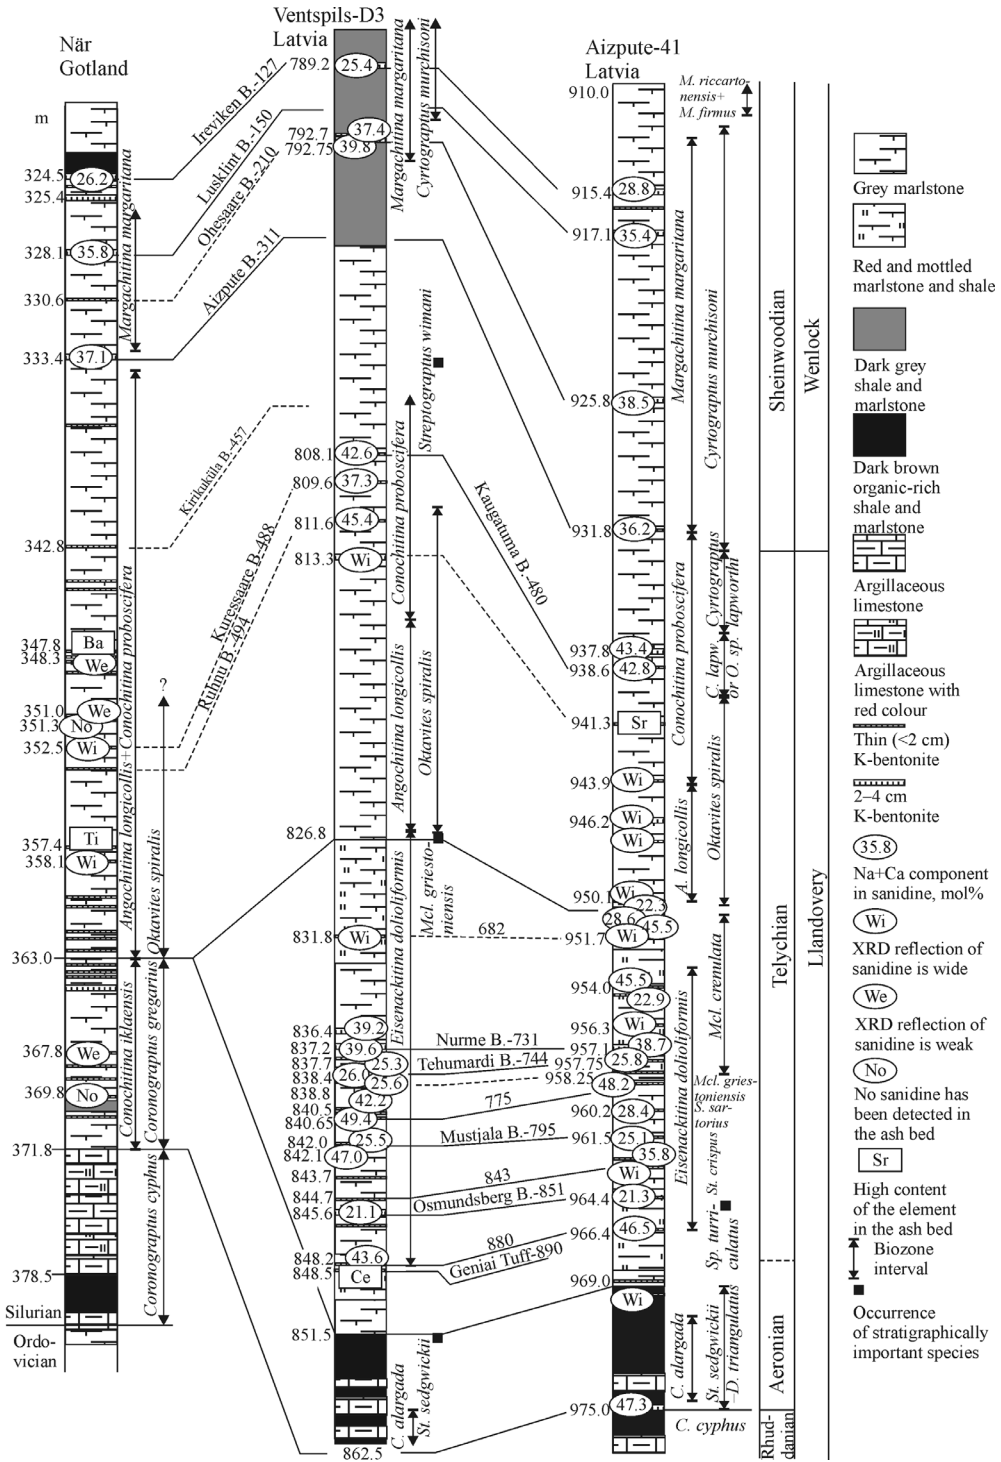 När
Gotland
m
324.5
325.4
328.1
330.6
333.4
342.8
347.8
348.3
351.0
351.3
352.5
357.4
358.1
363.0
367.8
369.8
371.8
378.5
Silurian
Ordo-
vician
26.2
35.8
37.1
Ba
We
We
No
Wi
Ti
Wi
We
No
Margachitina margaritana
Angochitina longicollis+Conochitina proboscifera
?
Oktavites spiralis
Conochitina iklaensis
Coronograptus gregarius
Coronograptus cyphus
Ireviken B.-127
Lusklint B.-150
Ohesaare B.-210
Aizpute B.-311
Kirikuküla B.-457
Kuressaare B.-488
Ruhnu B.-494
Ventspils-D3
Latvia
789.2
792.7
792.75
808.1
809.6
811.6
813.3
826.8
831.8
836.4
837.2
837.7
838.4
838.8
840.5
840.65
842.0
842.1
843.7
844.7
845.6
848.2
848.5
851.5
862.5
25.4
37.4
39.8
42.6
37.3
45.4
Wi
Wi
39.2
39.6
25.3
26.0
25.6
42.2
49.4
25.5
47.0
21.1
43.6
Ce
Margachitina margaritana
Cyrtograptus murchisoni
Streptograptus wimani
Conochitina proboscifera
Angochitina longicollis
Oktavites spiralis
Eisenackitina dolioliformis
Mcl. griesto-
niensis
C. alargada
St. sedgwickii
Kaugatuma B.-480
682
Nurme B.-731
Tehumardi B.-744
775
Mustjala B.-795
843
Osmundsberg B.-851
880
Geniai Tuff-890
Aizpute-41
Latvia
910.0
915.4
917.1
925.8
931.8
937.8
938.6
941.3
943.9
946.2
950.1
951.7
954.0
956.3
957.1
957.75
958.25
960.2
961.5
964.4
966.4
969.0
975.0
28.8
35.4
38.5
36.2
43.4
42.8
Sr
Wi
Wi
Wi
Wi
22.3
28.6
45.5
Wi
45.5
22.9
Wi
38.7
25.8
48.2
28.4
25.1
35.8
Wi
21.3
46.5
Wi
47.3
M. riccarto-
nensis+
M. firmus
Margachitina margariana
Cyrtograptus murchisoni
Conochitina proboscifera
Cyrtograptus
C. lapw
or O. sp. lapworthi
A. longicollis
Oktavites spiralis
Mcl. crenulata
Eisenackitina dolioliformis
Mcl. gries-
toniensis
S. sar-
torius
St. crispus
Sp. turri-
culatus
C. alargada
St. sedgwickii
–D. triangulatus
C. cyphus
Sheinwoodian
Wenlock
Telychian
Llandovery
Aeronian
Rhud-
danian
Grey marlstone
Red and mottled
marlstone and shale
Dark grey
shale and
marlstone
Dark brown
organic-rich
shale and
marlstone
Argillaceous
limestone
Argillaceous
limestone with
red colour
Thin (<2 cm)
K-bentonite
2–4 cm
K-bentonite
35.8
Na+Ca component
in sanidine, mol%
Wi
XRD reflection of
sanidine is wide
We
XRD reflection of
sanidine is weak
No
No sanidine has
been detected in
the ash bed
Sr
High content
of the element
in the ash bed
Biozone
interval
Occurrence
of stratigraphically
important species